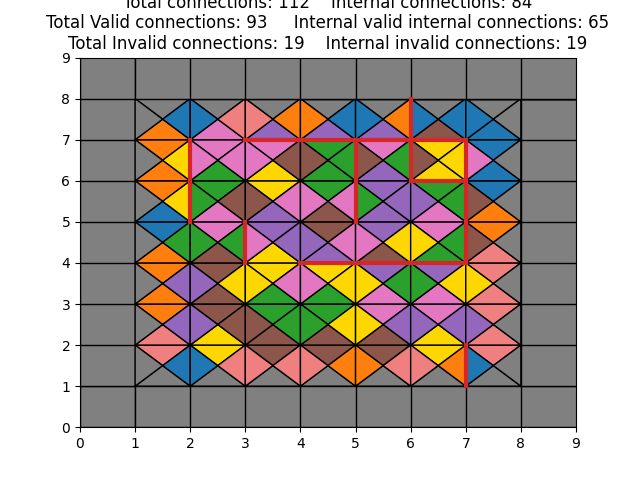 Total connections: 112    Internal connections: 84
Total Valid connections: 93     Internal valid internal connections: 65
Total Invalid connections: 19    Internal invalid connections: 19
9
8
7
6
5
4
3
2
1
0
0 1 2 3 4 5 6 7 8 9